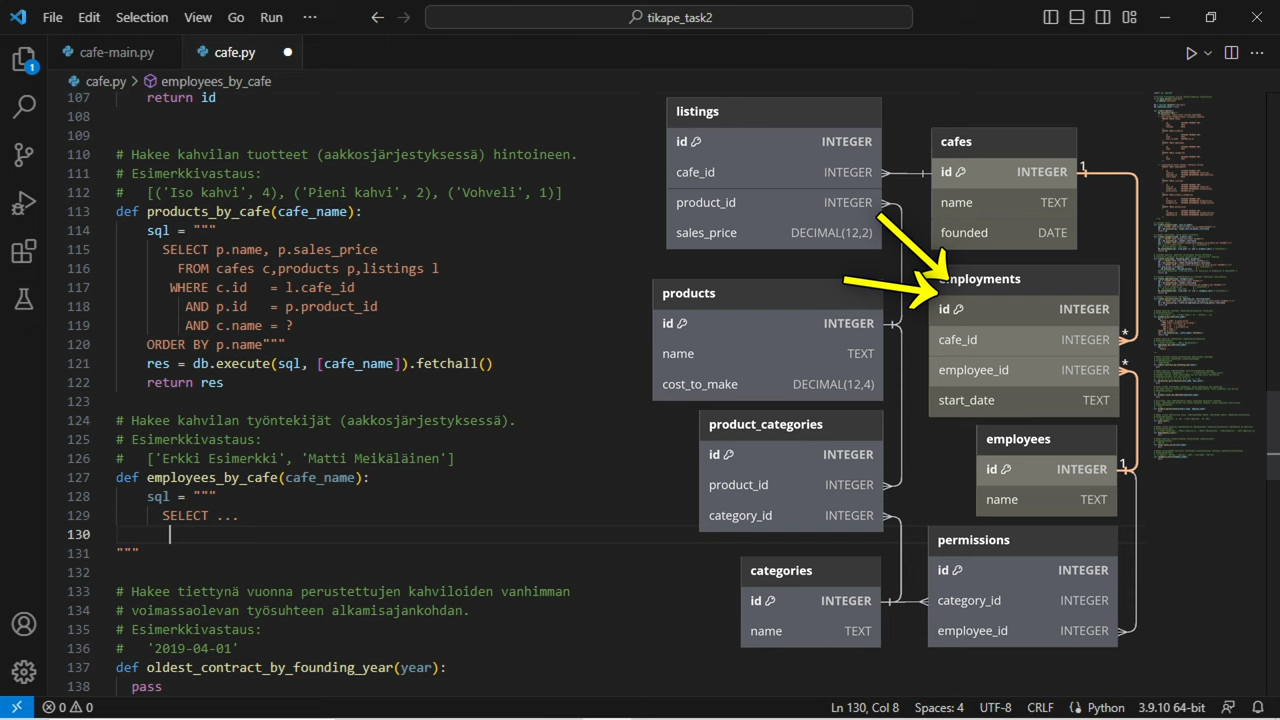 File Edit Selection View Go Run ··· tikape_task2
cafe-main.py cafe.py
cafe.py employees_by_cafe
1
107 return id
108
109
110 # Hakee kahvilan tuotteet (aakkosjärjestyksessä) hintoineen.
111 # Esimerkkivastaus:
112 # [('Iso kahvi', 4), ('Pieni kahvi', 2), ('Vohveli', 1)]
113 def products_by_cafe(cafe_name):
114 sql = """
115 SELECT p.name, p.sales_price
116 FROM cafes c,products p,listings l
117 WHERE c.id = l.cafe_id
118 AND p.id = p.product_id
119 AND c.name = ?
120 ORDER BY p.name"""
121 res = db.execute(sql, [cafe_name]).fetchall()
122 return res
123
124 # Hakee kahvilan työntekijät (aakkosjärjestyksessä).
125 # Esimerkkivastaus:
126 # ['Erkki Esimerkki', 'Matti Meikäläinen']
127 def employees_by_cafe(cafe_name):
128 sql = """
129 SELECT ...
130
131 """
132
133 # Hakee tiettynä vuonna perustettujen kahviloiden vanhimman
134 # voimassaolevan työsuhteen alkamisajankohdan.
135 # Esimerkkivastaus:
136 # '2019-04-01'
137 def oldest_contract_by_founding_year(year):
138 pass
listings
id INTEGER
cafe_id INTEGER
product_id INTEGER
sales_price DECIMAL(12,2)
cafes
id INTEGER
name TEXT
founded DATE
1
products
id INTEGER
name TEXT
cost_to_make DECIMAL(12,4)
employments
id INTEGER
cafe_id INTEGER
employee_id INTEGER
start_date TEXT
*
*
product_categories
id INTEGER
product_id INTEGER
category_id INTEGER
employees
id INTEGER
name TEXT
1
categories
id INTEGER
name TEXT
permissions
id INTEGER
category_id INTEGER
employee_id INTEGER
0 0 Ln 130, Col 8 Spaces: 4 UTF-8 CRLF Python 3.9.10 64-bit